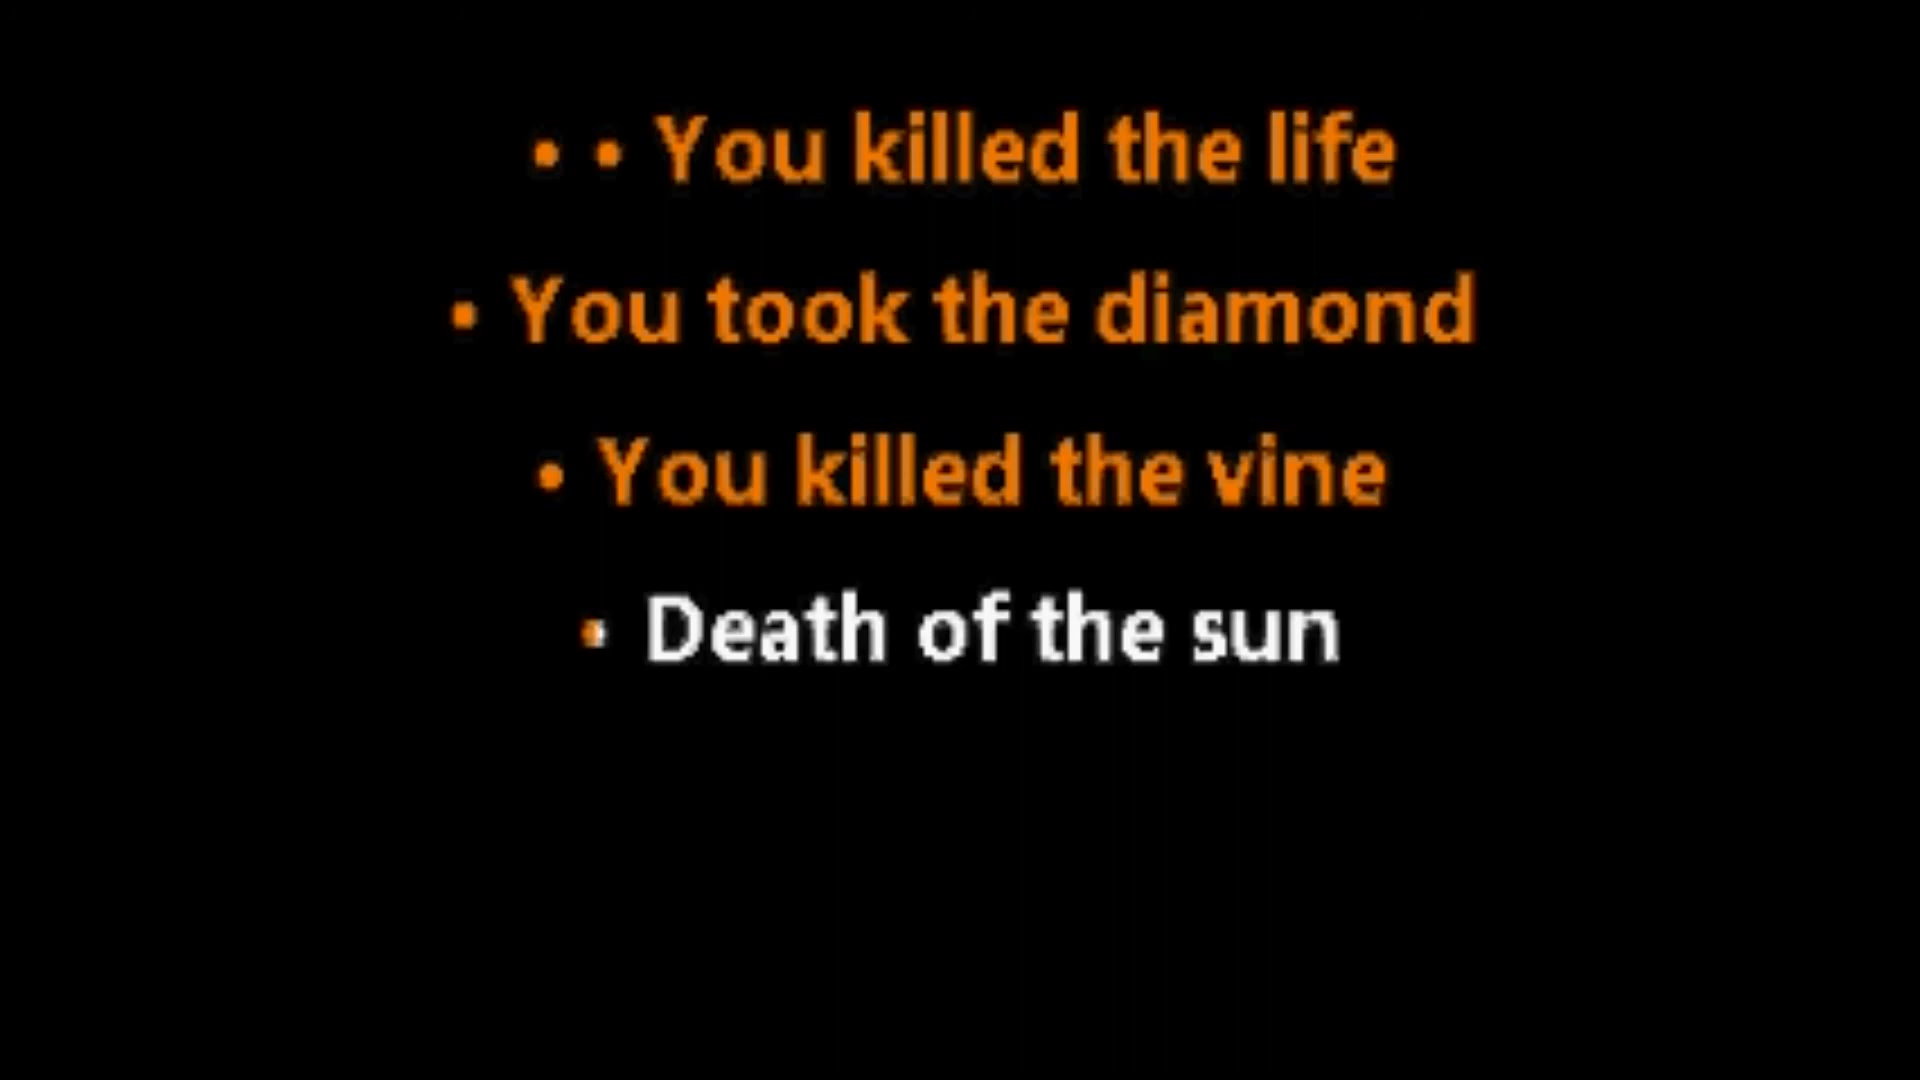 • • You killed the life
• You took the diamond
• You killed the vine
• Death of the sun